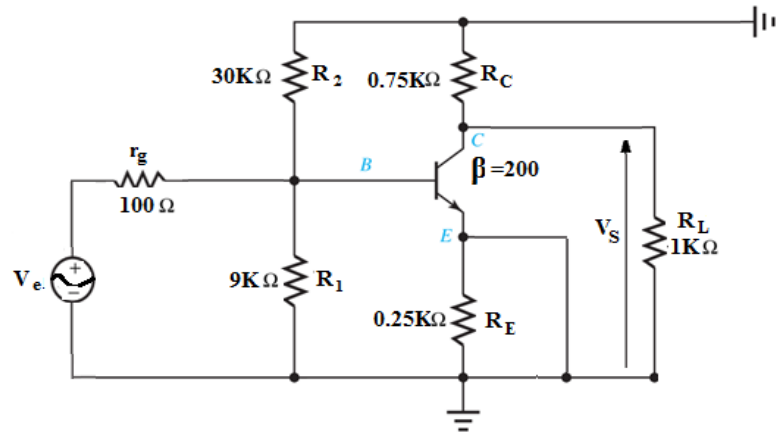 30KΩ R2 0.75KΩ RC
rg
100 Ω
B
C
β =200
E
Ve.
+
−
9KΩ R1
VS
RL
1KΩ
0.25KΩ RE